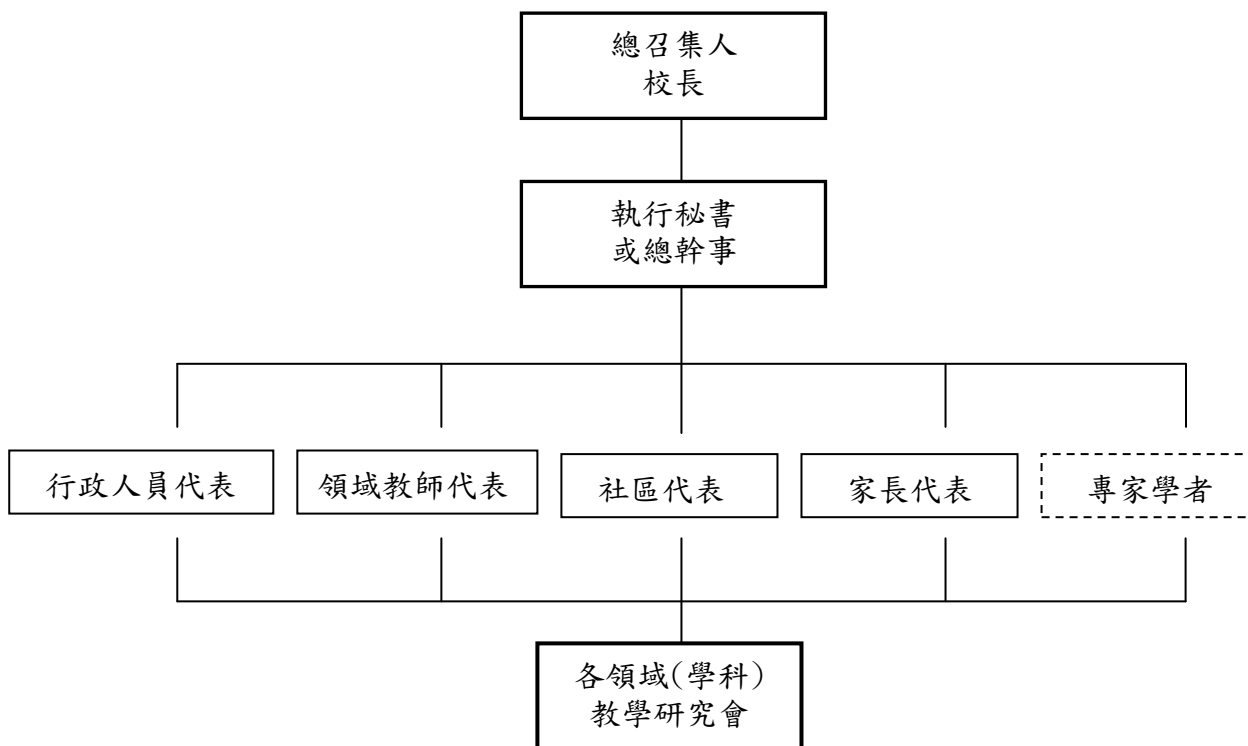 總召集人
校長
執行秘書
或總幹事
行政人員代表
領域教師代表
社區代表
家長代表
專家學者
各領域(學科)
教學研究會